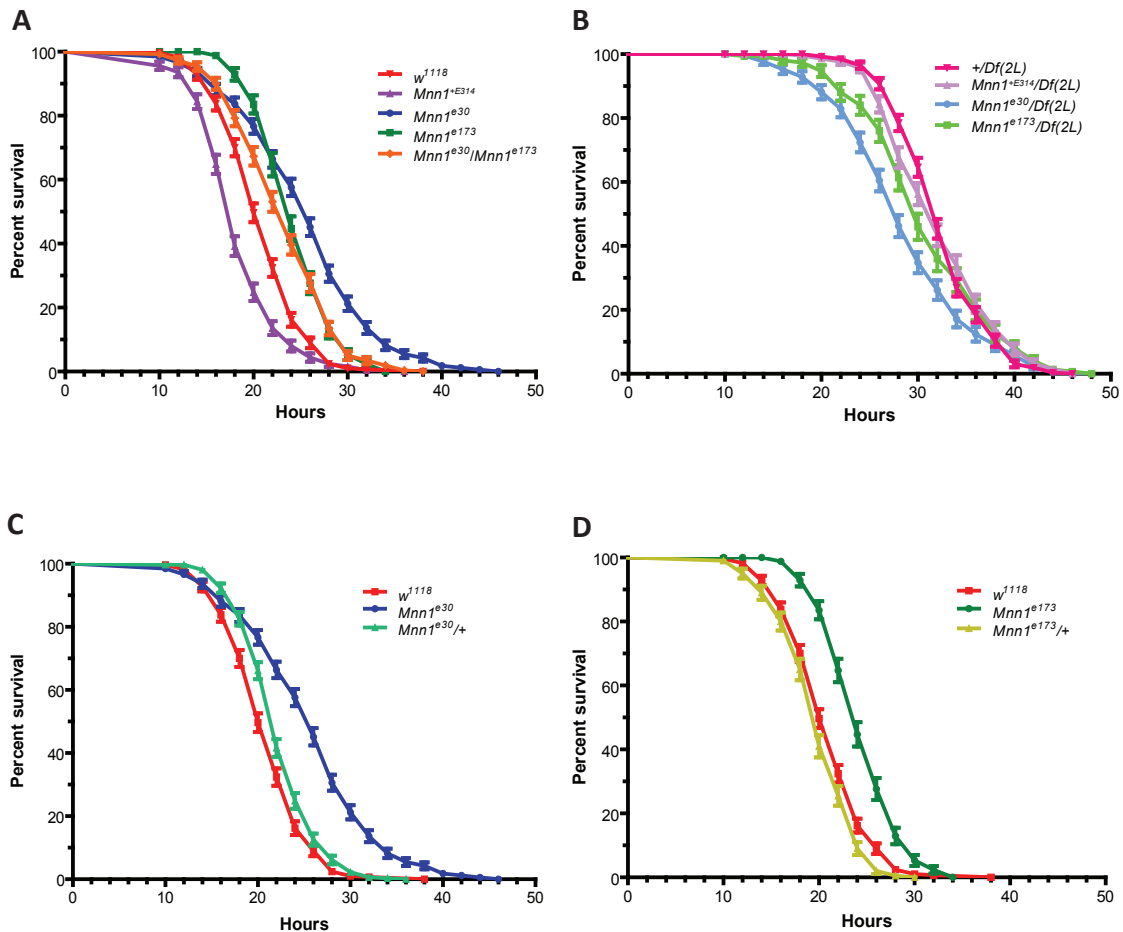 A
Percent survival
100
80
60
40
20
0
0 10 20 30 40 50
Hours
w1118
Mnn1+E314
Mnn1e30
Mnn1e173
Mnn1e30/Mnn1e173
B
Percent survival
100
80
60
40
20
0
0 10 20 30 40 50
Hours
+/Df(2L)
Mnn1+E314/Df(2L)
Mnn1e30/Df(2L)
Mnn1e173/Df(2L)
C
Percent survival
100
80
60
40
20
0
0 10 20 30 40 50
Hours
w1118
Mnn1e30
Mnn1e30/+
D
Percent survival
100
80
60
40
20
0
0 10 20 30 40 50
Hours
w1118
Mnn1e173
Mnn1e173/+